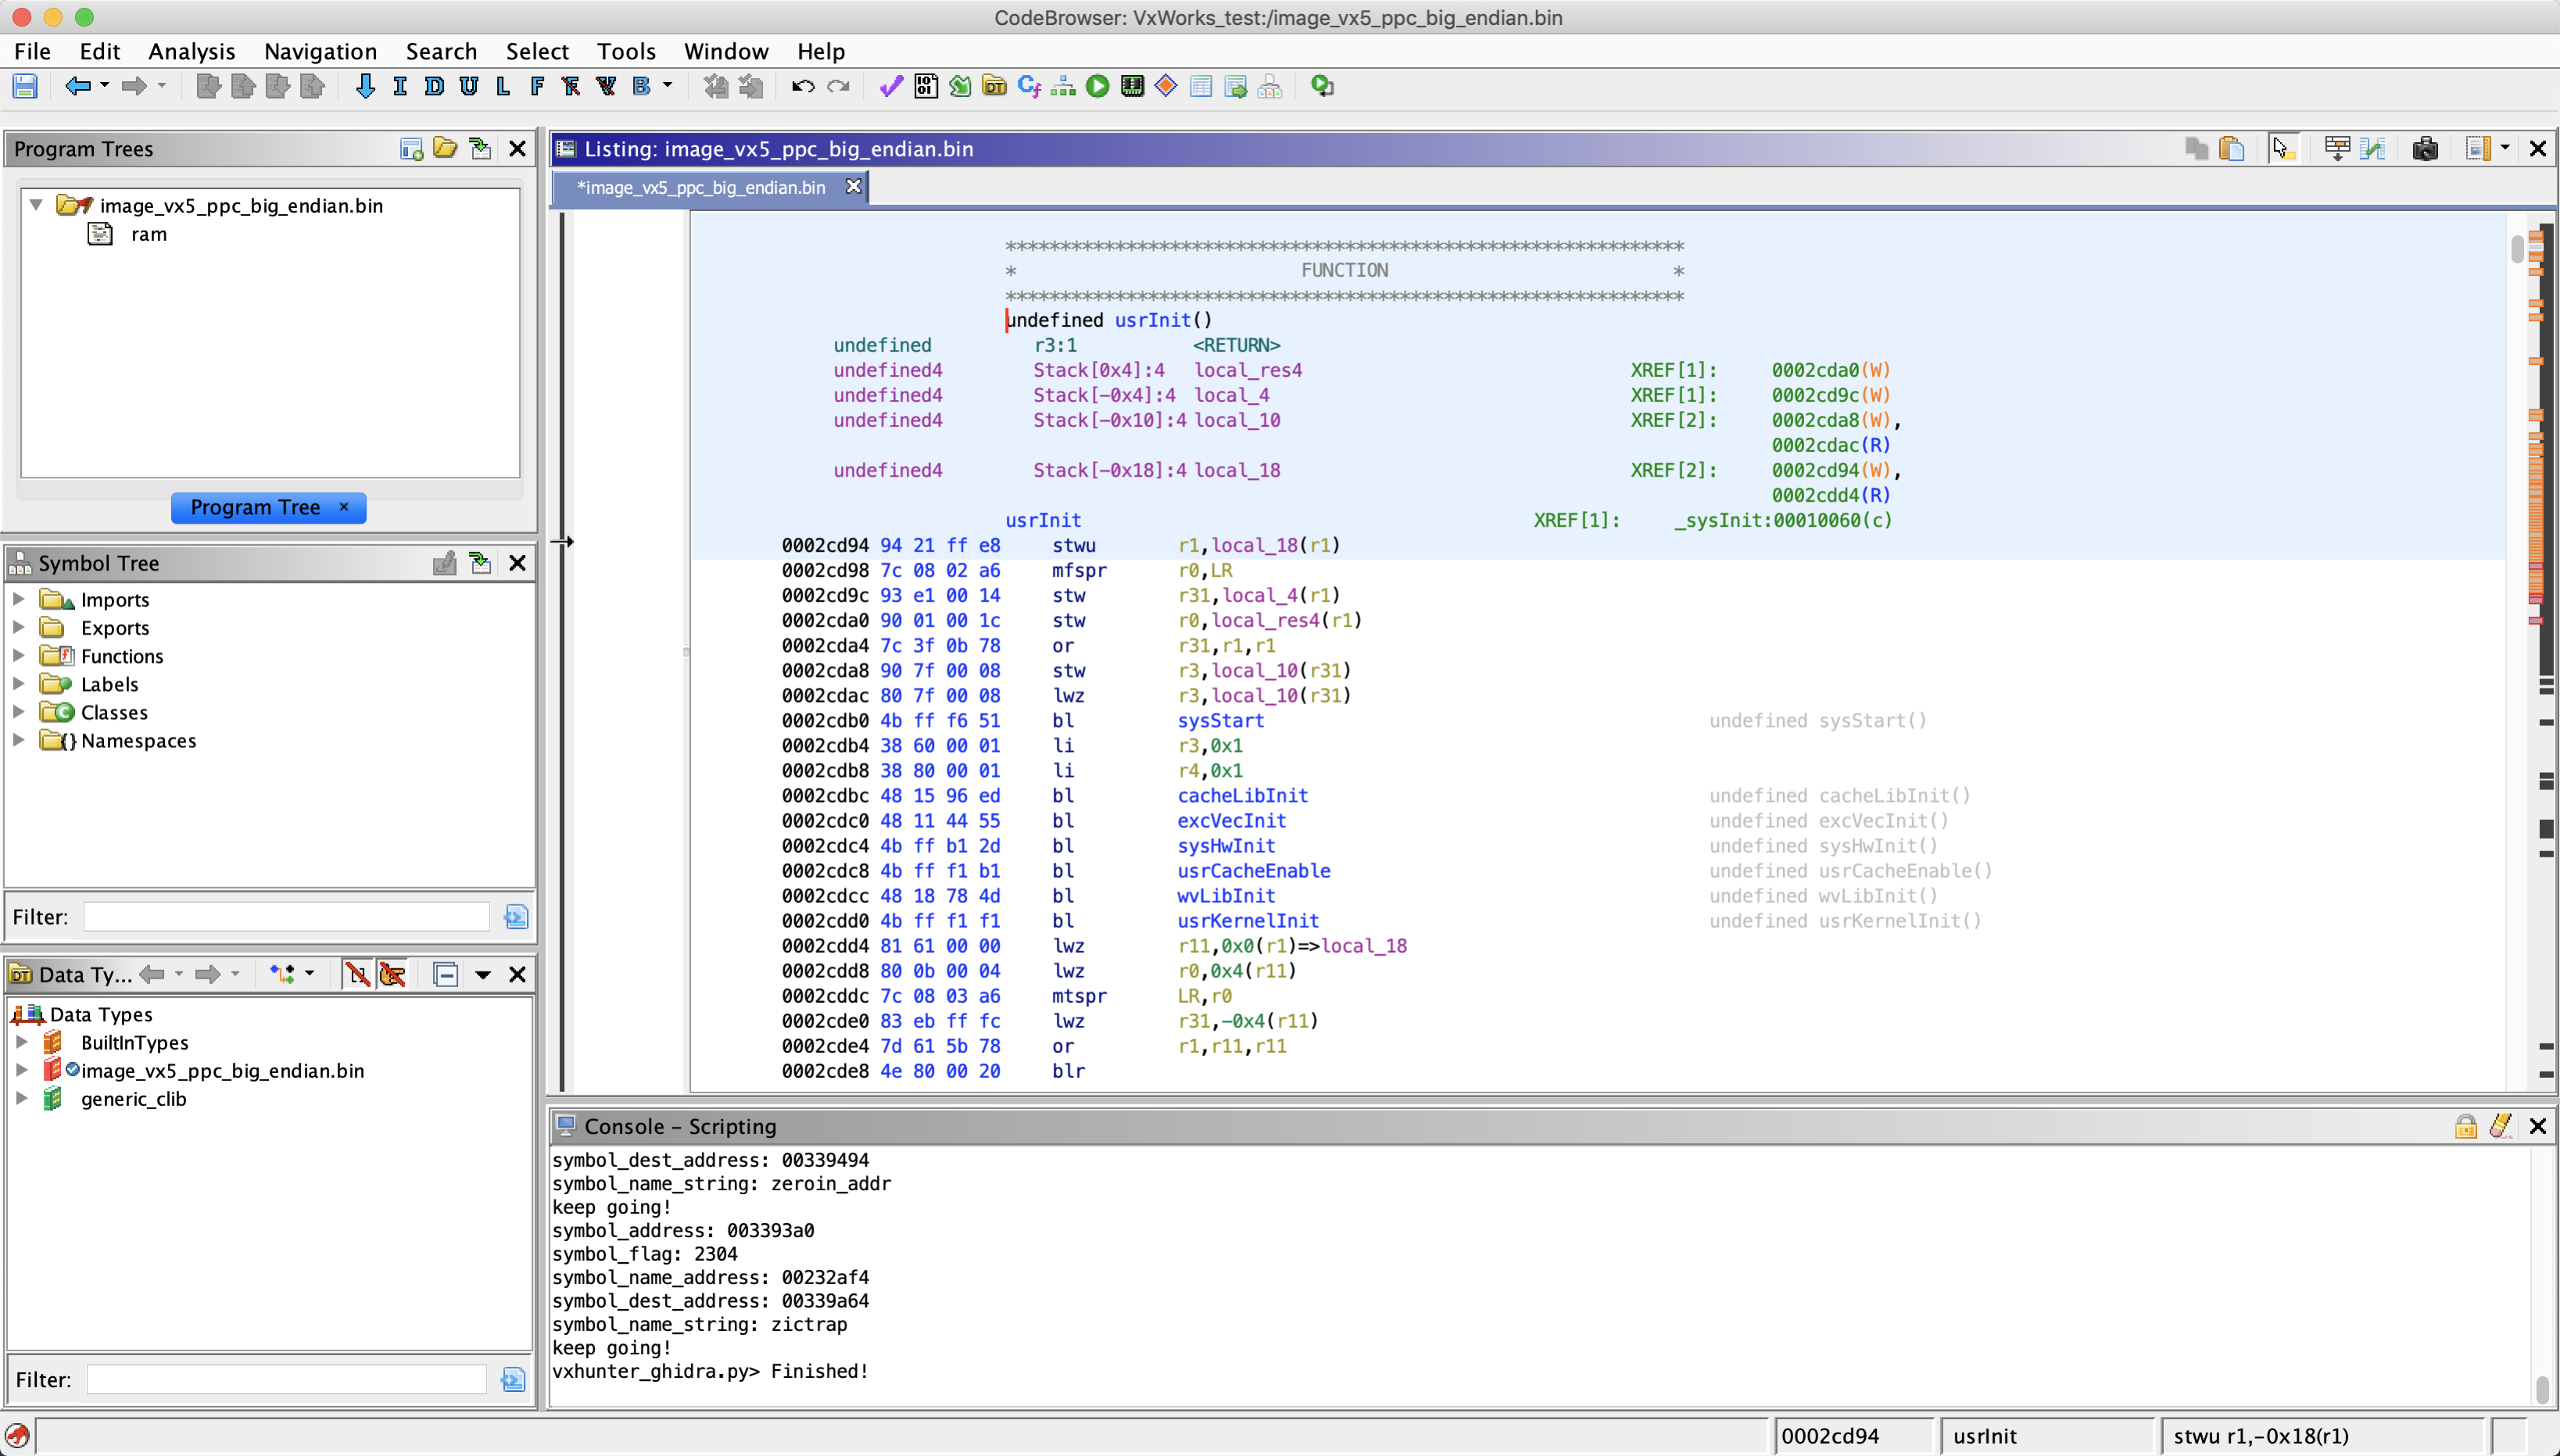 CodeBrowser: VxWorks_test:/image_vx5_ppc_big_endian.bin
File Edit Analysis Navigation Search Select Tools Window Help
I D U L F B
Program Trees
image_vx5_ppc_big_endian.bin
ram
Program Tree ×
Symbol Tree
Imports
Exports
Functions
Labels
Classes
Namespaces
Filter:
Data Ty...
Data Types
BuiltInTypes
image_vx5_ppc_big_endian.bin
generic_clib
Filter:
Listing: image_vx5_ppc_big_endian.bin
*image_vx5_ppc_big_endian.bin
**************************************************************
* FUNCTION *
**************************************************************
undefined usrInit()
undefined r3:1 <RETURN>
undefined4 Stack[0x4]:4 local_res4 XREF[1]: 0002cda0(W)
undefined4 Stack[-0x4]:4 local_4 XREF[1]: 0002cd9c(W)
undefined4 Stack[-0x10]:4 local_10 XREF[2]: 0002cda8(W),
0002cdac(R)
undefined4 Stack[-0x18]:4 local_18 XREF[2]: 0002cd94(W),
0002cdd4(R)
usrInit XREF[1]: _sysInit:00010060(c)
0002cd94 94 21 ff e8 stwu r1,local_18(r1)
0002cd98 7c 08 02 a6 mfspr r0,LR
0002cd9c 93 e1 00 14 stw r31,local_4(r1)
0002cda0 90 01 00 1c stw r0,local_res4(r1)
0002cda4 7c 3f 0b 78 or r31,r1,r1
0002cda8 90 7f 00 08 stw r3,local_10(r31)
0002cdac 80 7f 00 08 lwz r3,local_10(r31)
0002cdb0 4b ff f6 51 bl sysStart undefined sysStart()
0002cdb4 38 60 00 01 li r3,0x1
0002cdb8 38 80 00 01 li r4,0x1
0002cdbc 48 15 96 ed bl cacheLibInit undefined cacheLibInit()
0002cdc0 48 11 44 55 bl excVecInit undefined excVecInit()
0002cdc4 4b ff b1 2d bl sysHwInit undefined sysHwInit()
0002cdc8 4b ff f1 b1 bl usrCacheEnable undefined usrCacheEnable()
0002cdcc 48 18 78 4d bl wvLibInit undefined wvLibInit()
0002cdd0 4b ff f1 f1 bl usrKernelInit undefined usrKernelInit()
0002cdd4 81 61 00 00 lwz r11,0x0(r1)=>local_18
0002cdd8 80 0b 00 04 lwz r0,0x4(r11)
0002cddc 7c 08 03 a6 mtspr LR,r0
0002cde0 83 eb ff fc lwz r31,-0x4(r11)
0002cde4 7d 61 5b 78 or r1,r11,r11
0002cde8 4e 80 00 20 blr
Console - Scripting
symbol_dest_address: 00339494
symbol_name_string: zeroin_addr
keep going!
symbol_address: 003393a0
symbol_flag: 2304
symbol_name_address: 00232af4
symbol_dest_address: 00339a64
symbol_name_string: zictrap
keep going!
vxhunter_ghidra.py> Finished!
0002cd94 usrInit stwu r1,-0x18(r1)